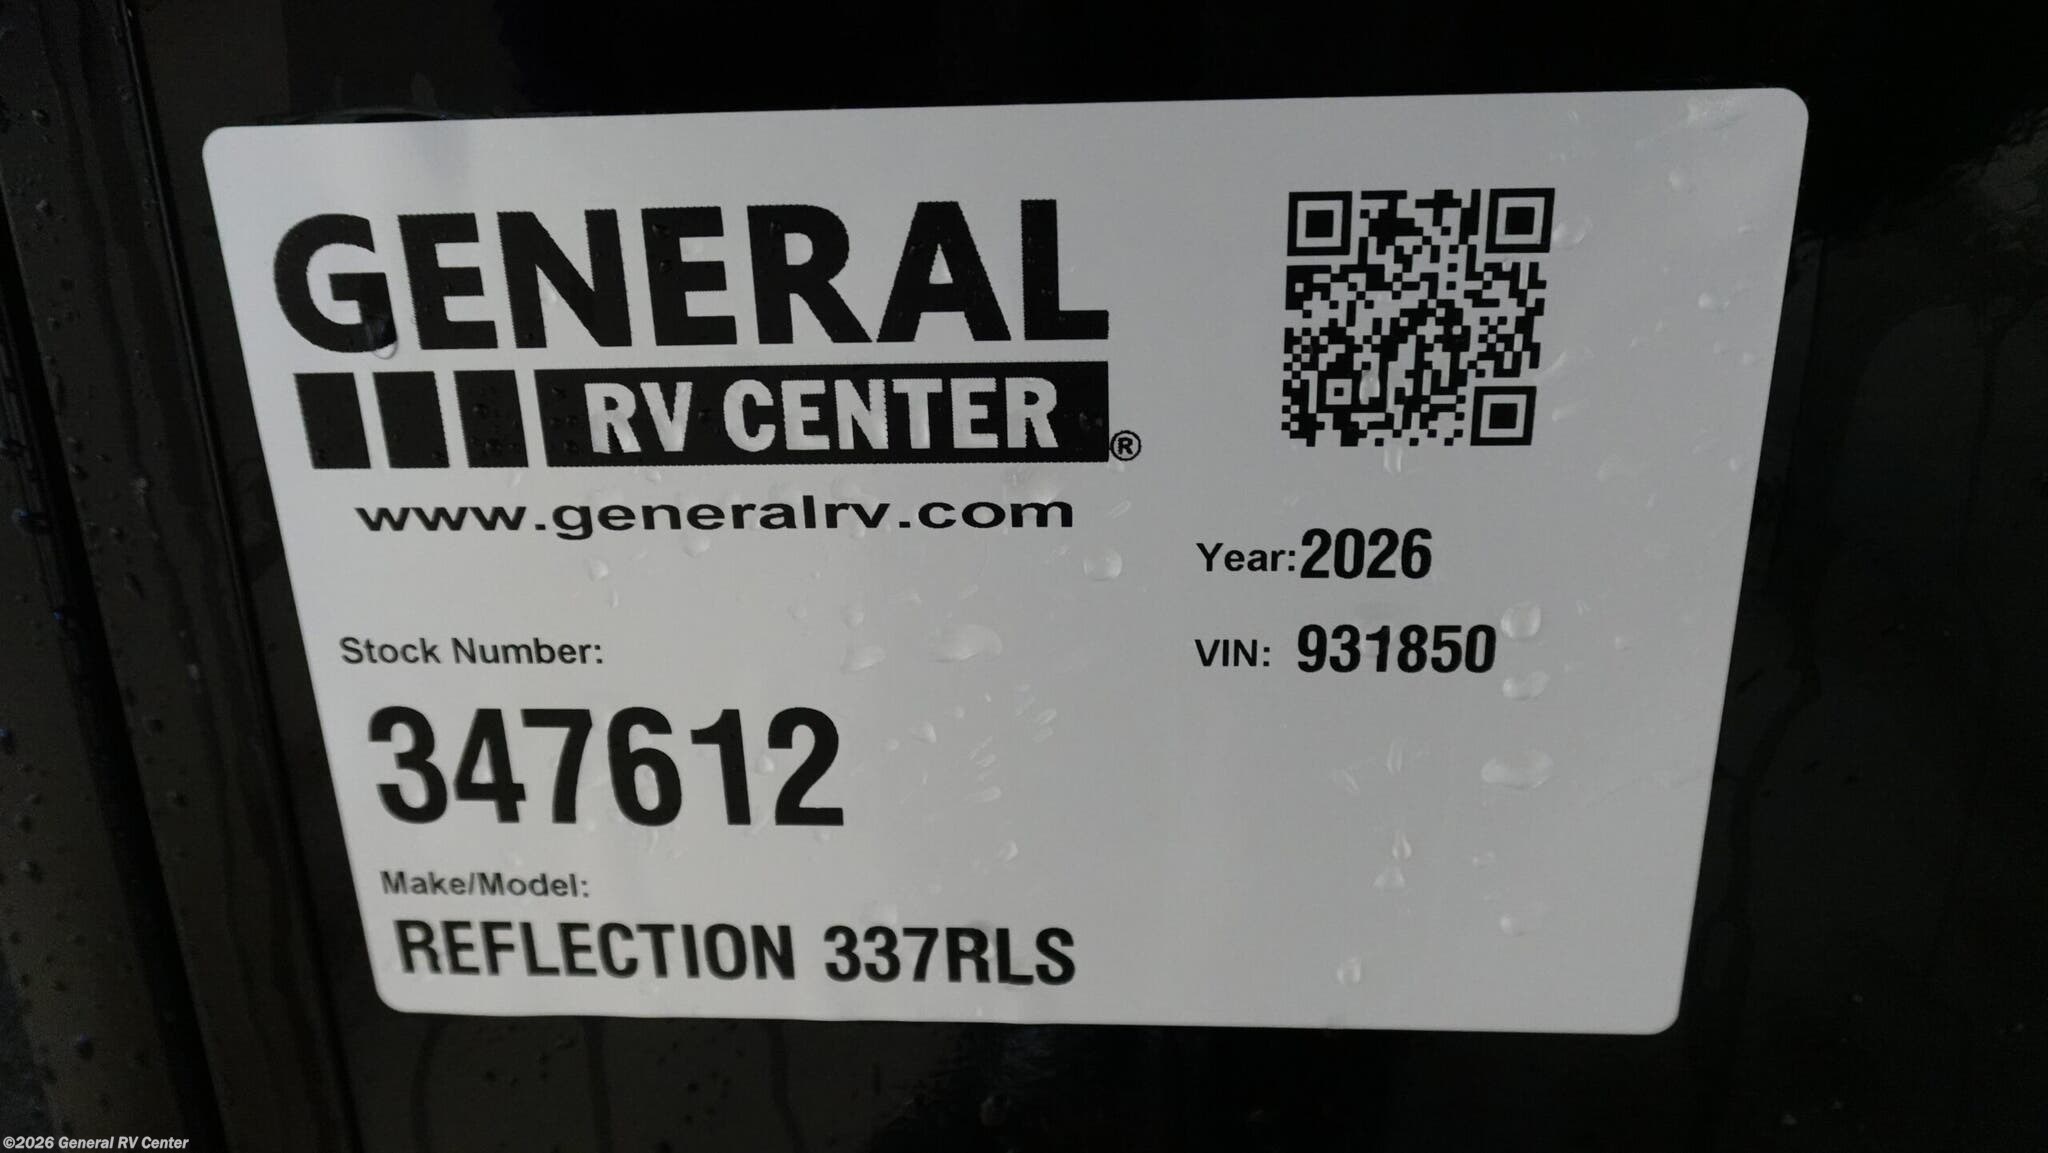 GENERAL
RV CENTER®
www.generalrv.com
Year:2026
VIN: 931850
Stock Number:
347612
Make/Model:
REFLECTION 337RLS
©2026 General RV Center